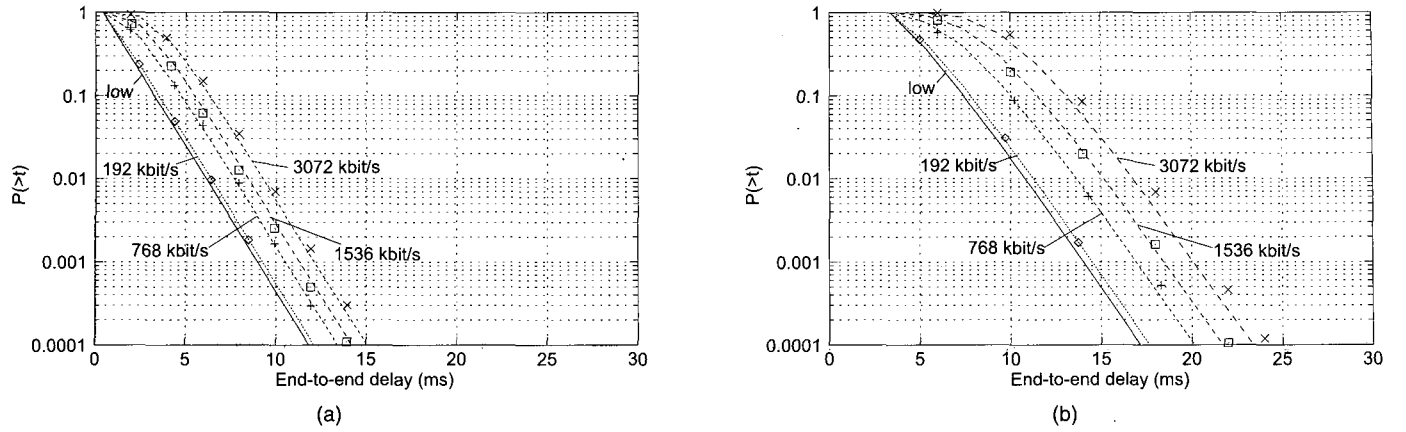 1
0.1
0.01
0.001
0.0001
P(>t)
low
192 kbit/s
3072 kbit/s
768 kbit/s
1536 kbit/s
0 5 10 15 20 25 30
End-to-end delay (ms)
(a)
1
0.1
0.01
0.001
0.0001
P(>t)
low
192 kbit/s
3072 kbit/s
768 kbit/s
1536 kbit/s
0 5 10 15 20 25 30
End-to-end delay (ms)
(b)